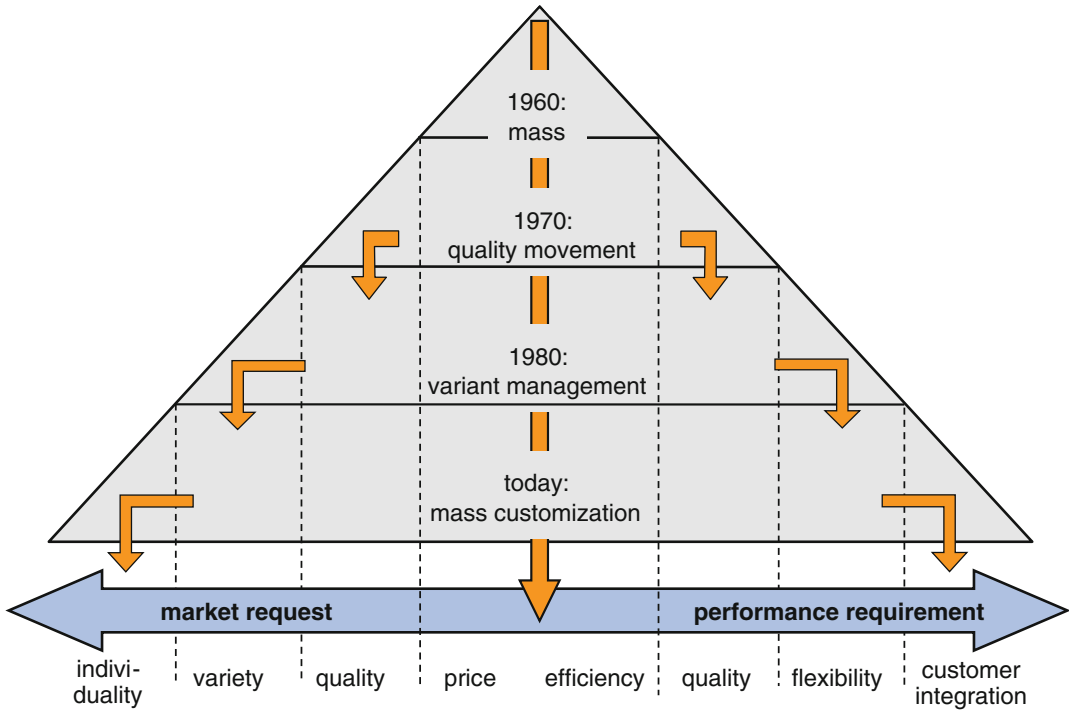 1960:
mass
1970:
quality movement
1980:
variant management
today:
mass customization
market request
performance requirement
indivi-
duality
variety
quality
price
efficiency
quality
flexibility
customer
integration